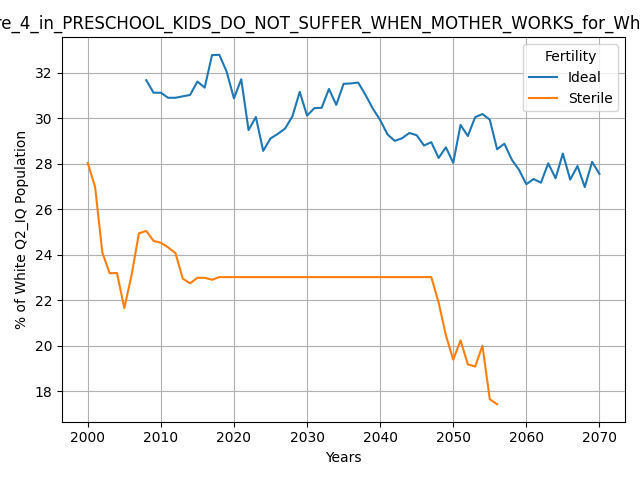 re_4_in_PRESCHOOL_KIDS_DO_NOT_SUFFER_WHEN_MOTHER_WORKS_for_Wh
Fertility
Ideal
Sterile
% of White Q2_IQ Population
32
30
28
26
24
22
20
18
2000 2010 2020 2030 2040 2050 2060 2070
Years